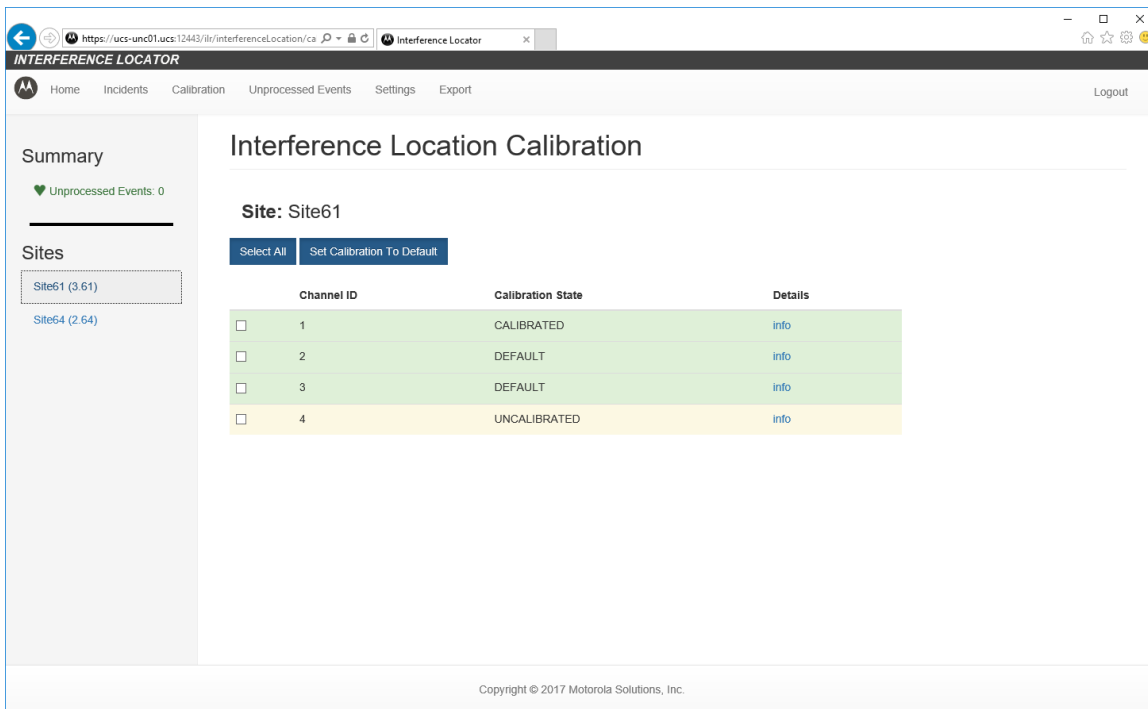 https://ucs-unc01.ucs:12443/ilr/interferenceLocation/ca
Interference Locator
INTERFERENCE LOCATOR
Home Incidents Calibration Unprocessed Events Settings Export Logout
Summary
Unprocessed Events: 0
Sites
Site61 (3.61)
Site64 (2.64)
Interference Location Calibration
Site: Site61
Select All Set Calibration To Default
Channel ID Calibration State Details
1 CALIBRATED info
2 DEFAULT info
3 DEFAULT info
4 UNCALIBRATED info
Copyright © 2017 Motorola Solutions, Inc.